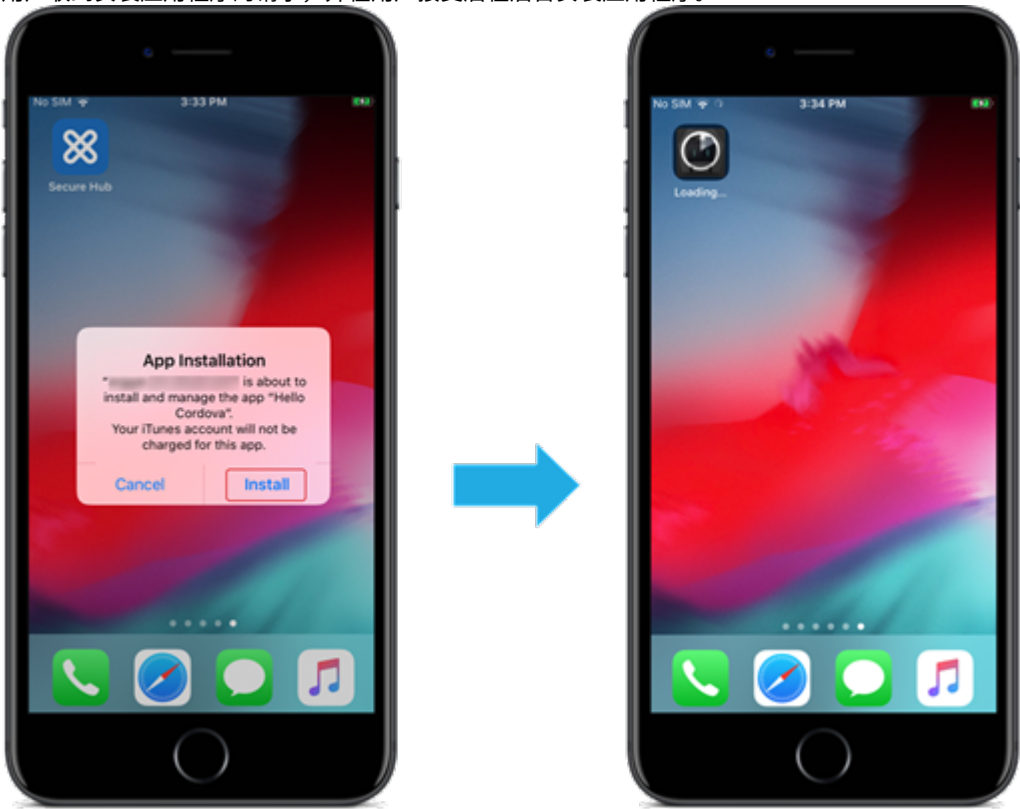 No SIM
3:33 PM
Secure Hub
App Installation
" is about to
install and manage the app "Hello
Cordova".
Your iTunes account will not be
charged for this app.
Cancel
Install
No SIM
3:34 PM
Loading...